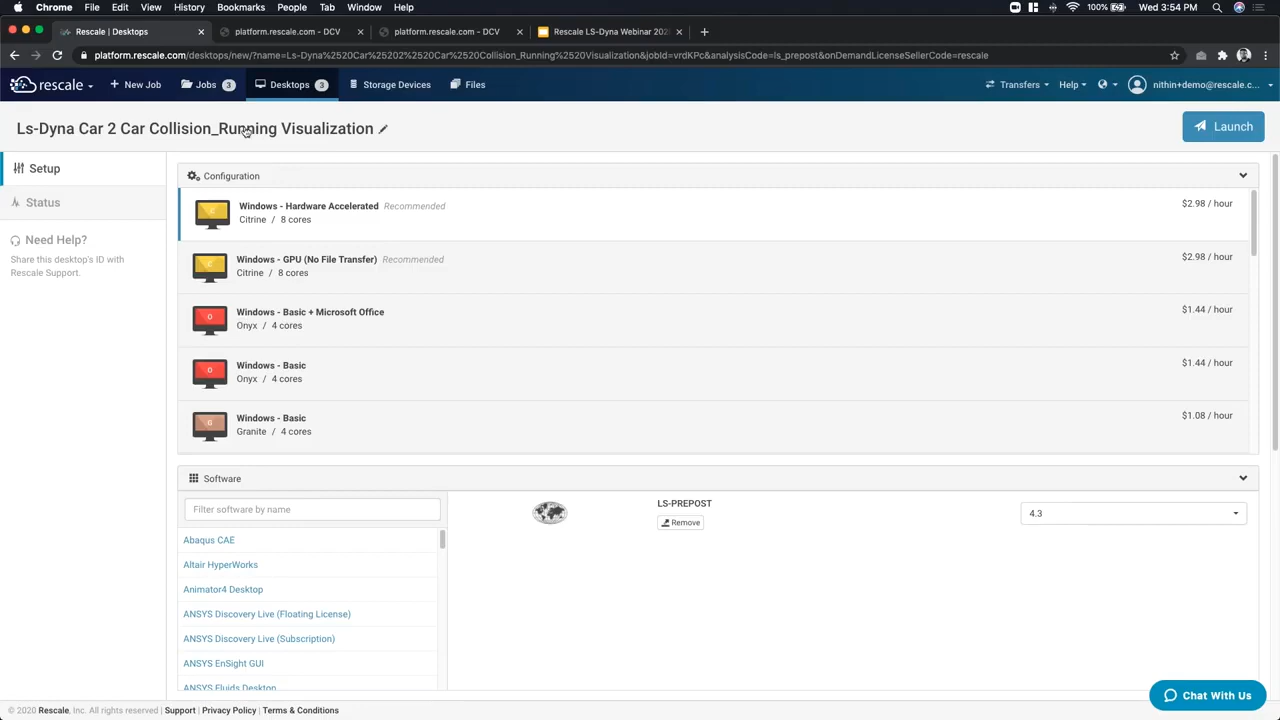 Chrome File Edit View History Bookmarks People Tab Window Help 100% Wed 3:54 PM
Rescale | Desktops
platform.rescale.com - DCV
platform.rescale.com - DCV
Rescale LS-Dyna Webinar 202
platform.rescale.com/desktops/new/?name=Ls-Dyna%2520Car%25202%2520Car%2520Collision_Running%2520Visualization&jobId=vrdKPc&analysisCode=ls_prepost&onDemandLicenseSellerCode=rescale
rescale
New Job
Jobs 3
Desktops 3
Storage Devices
Files
Transfers
Help
nithin+demo@rescale.c...
Ls-Dyna Car 2 Car Collision_Running Visualization
Launch
Setup
Status
Need Help?
Share this desktop's ID with
Rescale Support.
Configuration
Windows - Hardware Accelerated Recommended
Citrine / 8 cores
$2.98 / hour
Windows - GPU (No File Transfer) Recommended
Citrine / 8 cores
$2.98 / hour
O
Windows - Basic + Microsoft Office
Onyx / 4 cores
$1.44 / hour
O
Windows - Basic
Onyx / 4 cores
$1.44 / hour
G
Windows - Basic
Granite / 4 cores
$1.08 / hour
Software
Filter software by name
Abaqus CAE
Altair HyperWorks
Animator4 Desktop
ANSYS Discovery Live (Floating License)
ANSYS Discovery Live (Subscription)
ANSYS EnSight GUI
ANSYS Fluids Desktop
LS-PREPOST
Remove
4.3
Chat With Us
© 2020 Rescale, Inc. All rights reserved | Support | Privacy Policy | Terms & Conditions